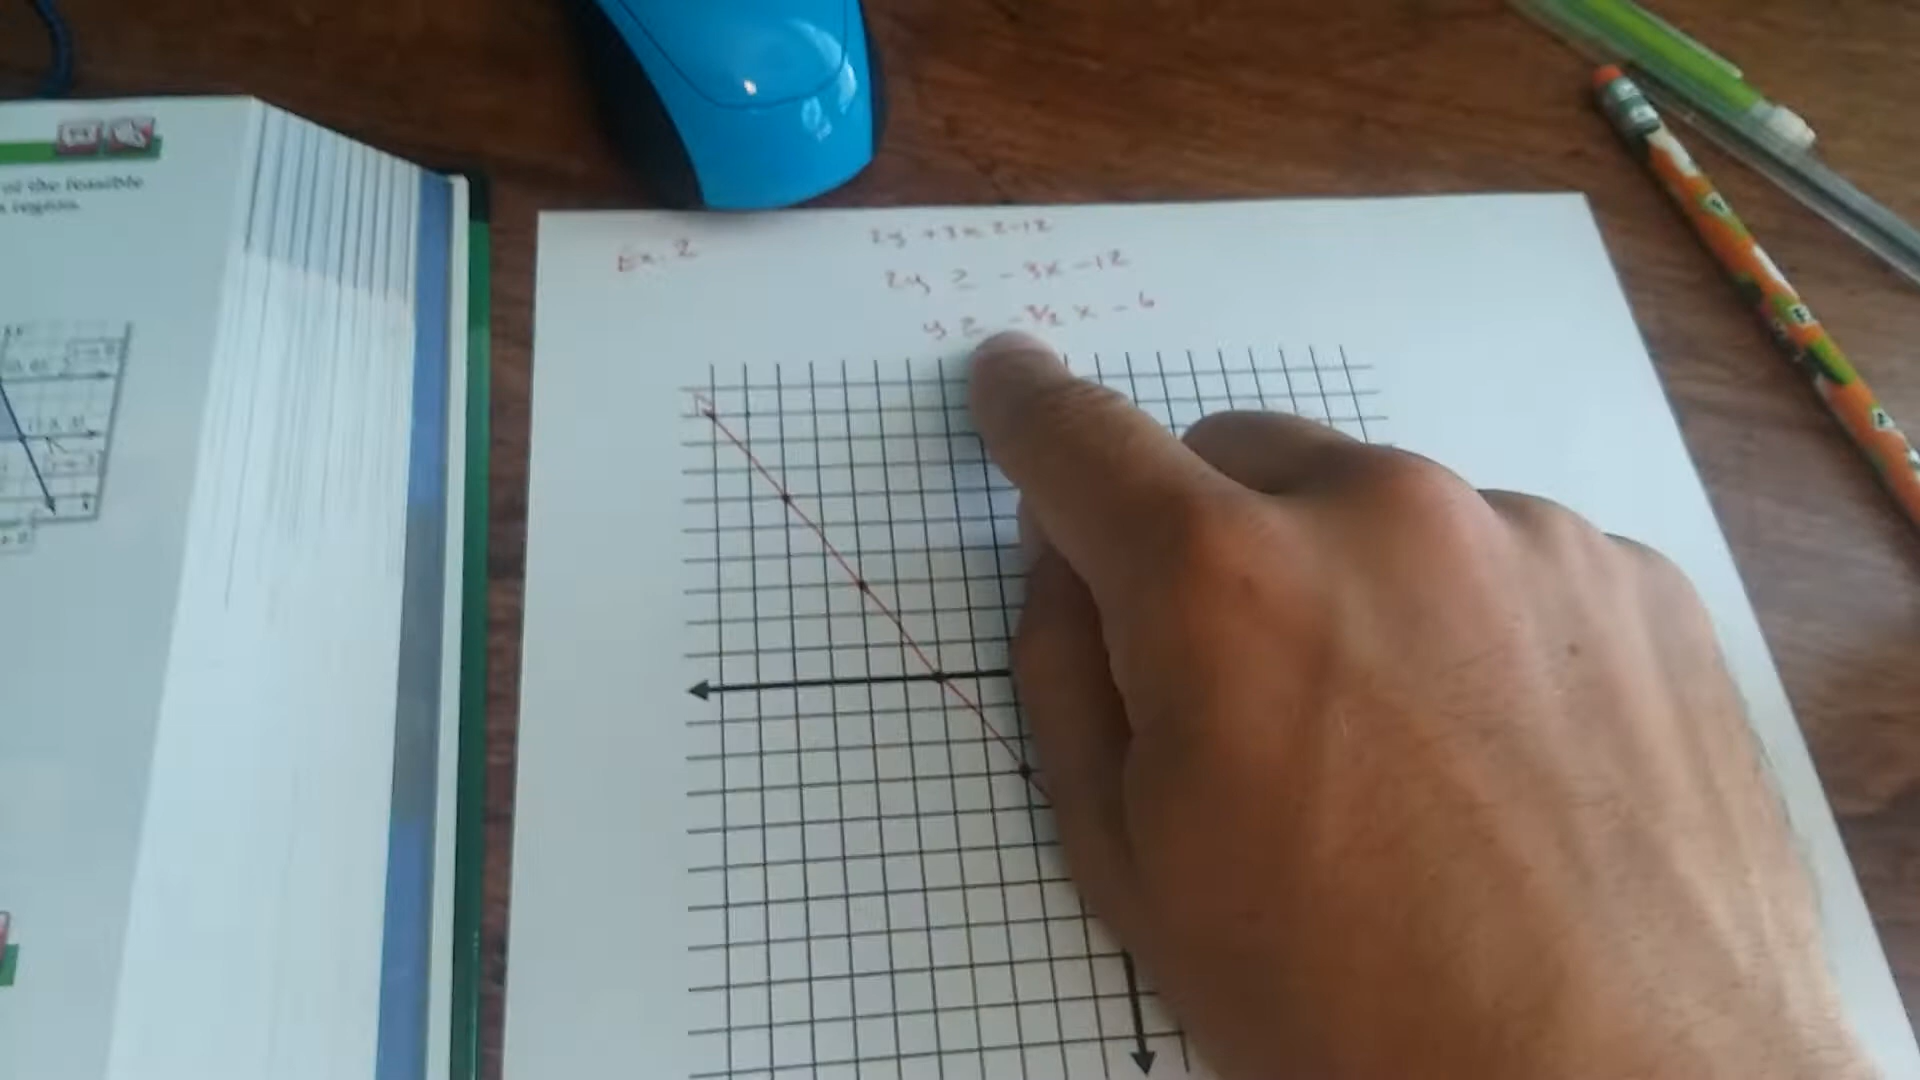 of the feasible
region.
Ex. 2
2y + 3x ≥ -12
2y ≥ -3x - 12
y ≥ -3/2 x - 6